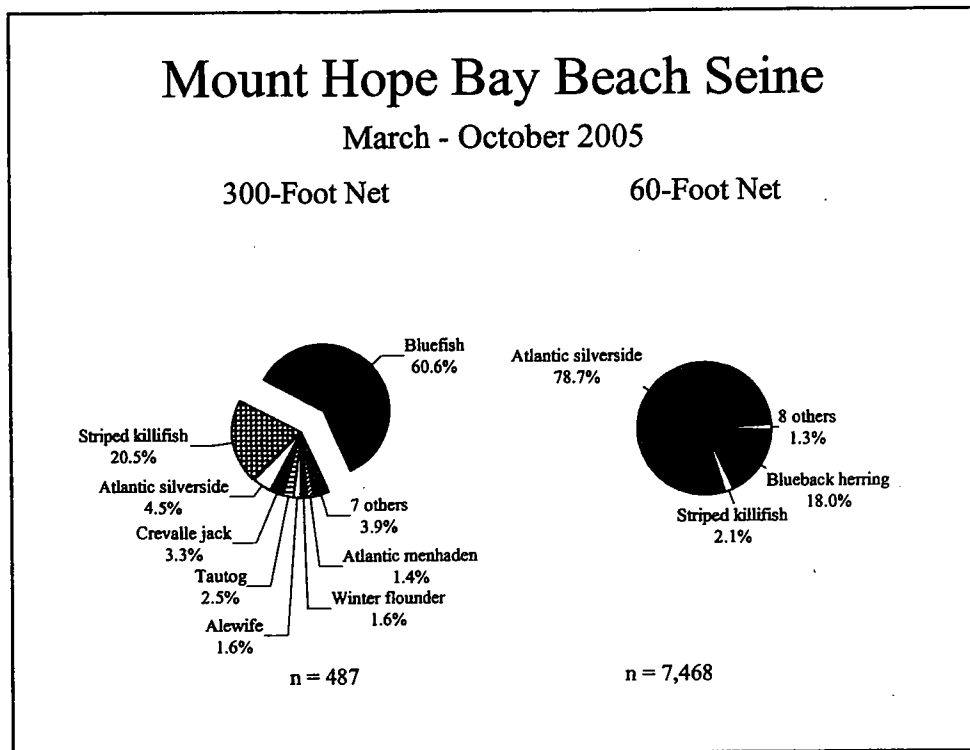 Mount Hope Bay Beach Seine
March - October 2005
300-Foot Net
60-Foot Net
Bluefish
60.6%
Striped killifish
20.5%
Atlantic silverside
4.5%
Crevalle jack
3.3%
Tautog
2.5%
Alewife
1.6%
7 others
3.9%
Atlantic menhaden
1.4%
Winter flounder
1.6%
n = 487
Atlantic silverside
78.7%
8 others
1.3%
Blueback herring
18.0%
Striped killifish
2.1%
n = 7,468